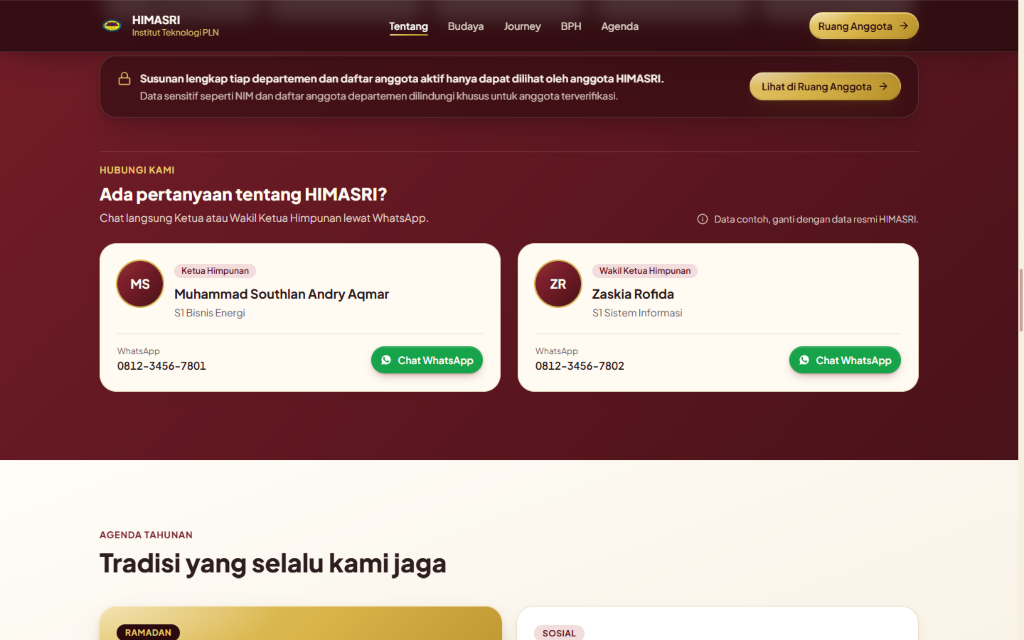 HIMASRI
Institut Teknologi PLN
Tentang
Budaya
Journey
BPH
Agenda
Ruang Anggota →
Susunan lengkap tiap departemen dan daftar anggota aktif hanya dapat dilihat oleh anggota HIMASRI.
Data sensitif seperti NIM dan daftar anggota departemen dilindungi khusus untuk anggota terverifikasi.
Lihat di Ruang Anggota →
HUBUNGI KAMI
Ada pertanyaan tentang HIMASRI?
Chat langsung Ketua atau Wakil Ketua Himpunan lewat WhatsApp.
Data contoh, ganti dengan data resmi HIMASRI.
MS
Ketua Himpunan
Muhammad Southlan Andry Aqmar
S1 Bisnis Energi
WhatsApp
0812-3456-7801
Chat WhatsApp
ZR
Wakil Ketua Himpunan
Zaskia Rofida
S1 Sistem Informasi
WhatsApp
0812-3456-7802
Chat WhatsApp
AGENDA TAHUNAN
Tradisi yang selalu kami jaga
RAMADAN
SOSIAL